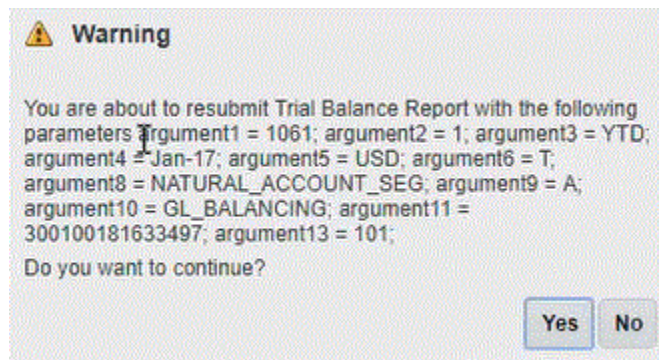 Warning
You are about to resubmit Trial Balance Report with the following
parameters argument1 = 1061; argument2 = 1; argument3 = YTD;
argument4 = Jan-17; argument5 = USD; argument6 = T;
argument8 = NATURAL_ACCOUNT_SEG; argument9 = A;
argument10 = GL_BALANCING; argument11 =
300100181633497; argument13 = 101;
Do you want to continue?
Yes No